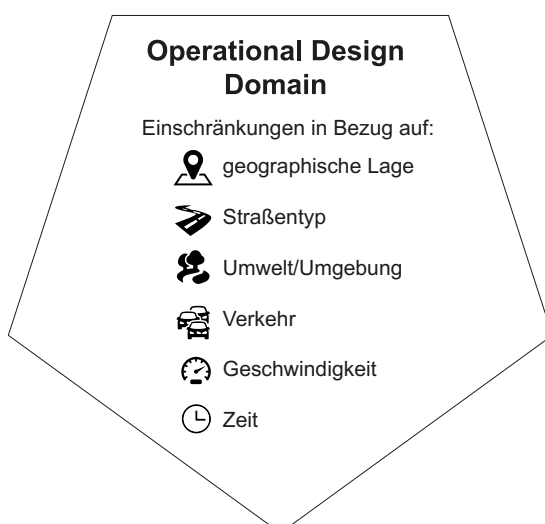 Operational Design
Domain
Einschränkungen in Bezug auf:
geographische Lage
Straßentyp
Umwelt/Umgebung
Verkehr
Geschwindigkeit
Zeit